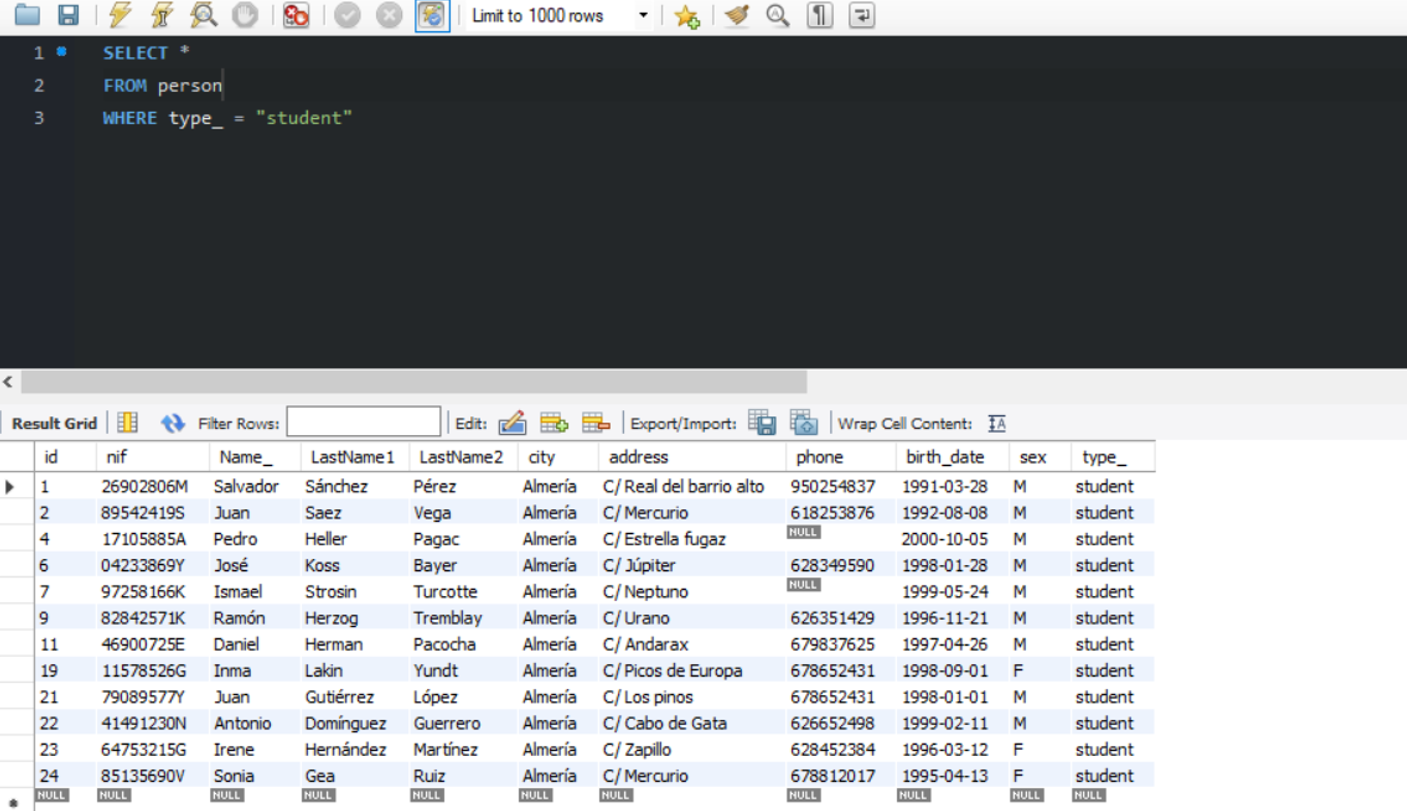 Limit to 1000 rows
1 SELECT *
2 FROM person
3 WHERE type_ = "student"
Result Grid Filter Rows: Edit: Export/Import: Wrap Cell Content: IA
id nif Name_ LastName1 LastName2 city address phone birth_date sex type_
1 26902806M Salvador Sánchez Pérez Almería C/ Real del barrio alto 950254837 1991-03-28 M student
2 89542419S Juan Saez Vega Almería C/ Mercurio 618253876 1992-08-08 M student
4 17105885A Pedro Heller Pagac Almería C/ Estrella fugaz NULL 2000-10-05 M student
6 04233869Y José Koss Bayer Almería C/ Júpiter 628349590 1998-01-28 M student
7 97258166K Ismael Strosin Turcotte Almería C/ Neptuno NULL 1999-05-24 M student
9 82842571K Ramón Herzog Tremblay Almería C/ Urano 626351429 1996-11-21 M student
11 46900725E Daniel Herman Pacocha Almería C/ Andarax 679837625 1997-04-26 M student
19 11578526G Inma Lakin Yundt Almería C/ Picos de Europa 678652431 1998-09-01 F student
21 79089577Y Juan Gutiérrez López Almería C/ Los pinos 678652431 1998-01-01 M student
22 41491230N Antonio Domínguez Guerrero Almería C/ Cabo de Gata 626652498 1999-02-11 M student
23 64753215G Irene Hernández Martínez Almería C/ Zapillo 628452384 1996-03-12 F student
24 85135690V Sonia Gea Ruiz Almería C/ Mercurio 678812017 1995-04-13 F student
NULL NULL NULL NULL NULL NULL NULL NULL NULL NULL NULL